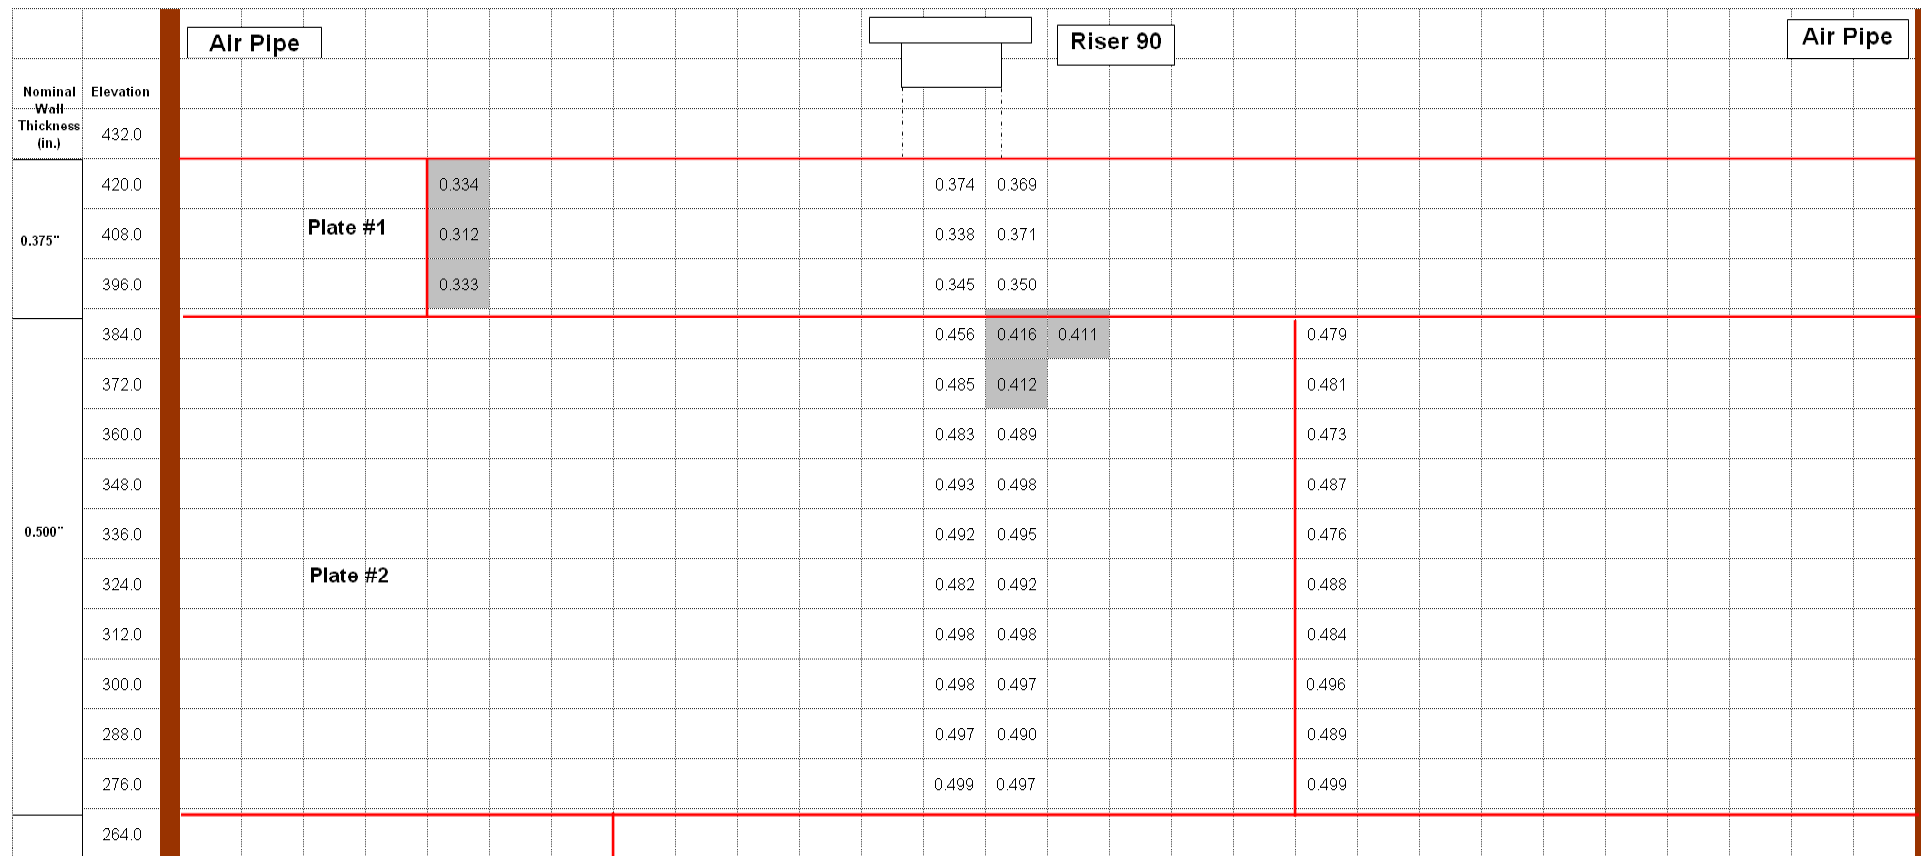 Air Pipe
Riser 90
Air Pipe
Nominal
Wall
Thickness
(in.)
Elevation
432.0
420.0 0.334 0.374 0.369
Plate #1
0.375"
408.0 0.312 0.338 0.371
396.0 0.333 0.345 0.350
384.0 0.456 0.416 0.411 0.479
372.0 0.485 0.412 0.481
360.0 0.483 0.489 0.473
348.0 0.493 0.498 0.487
0.500"
336.0 0.492 0.495 0.476
Plate #2
324.0 0.482 0.492 0.488
312.0 0.498 0.498 0.484
300.0 0.498 0.497 0.496
288.0 0.497 0.490 0.489
276.0 0.499 0.497 0.499
264.0